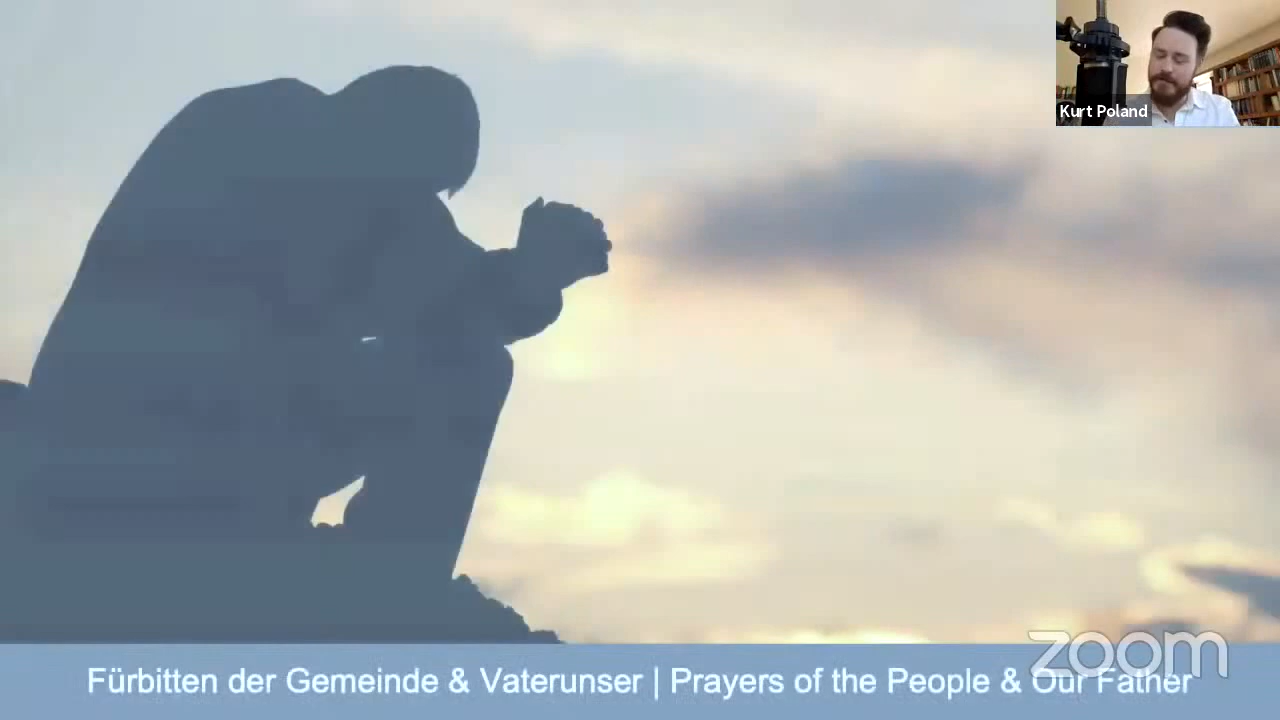 Kurt Poland
Fürbitten der Gemeinde & Vaterunser | Prayers of the People & Our Father
zoom